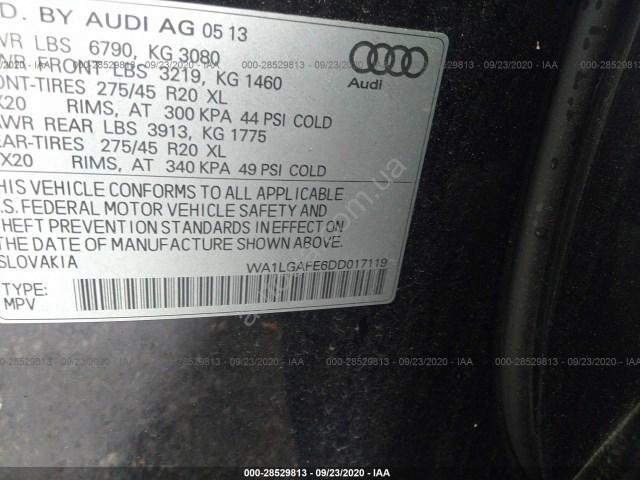 D. BY AUDI AG 05 13
WR LBS 6790, KG 3080
FRONT LBS 3219, KG 1460
ONT-TIRES 275/45 R20 XL
X20 RIMS, AT 300 KPA 44 PSI COLD
AWR REAR LBS 3913, KG 1775
EAR-TIRES 275/45 R20 XL
X20 RIMS, AT 340 KPA 49 PSI COLD
Audi
HIS VEHICLE CONFORMS TO ALL APPLICABLE
.S. FEDERAL MOTOR VEHICLE SAFETY AND
HEFT PREVENTION STANDARDS IN EFFECT ON
HE DATE OF MANUFACTURE SHOWN ABOVE.
SLOVAKIA
WA1LGAFE6DD017119
TYPE:
MPV
000-28529813 - 09/23/2020 - IAA